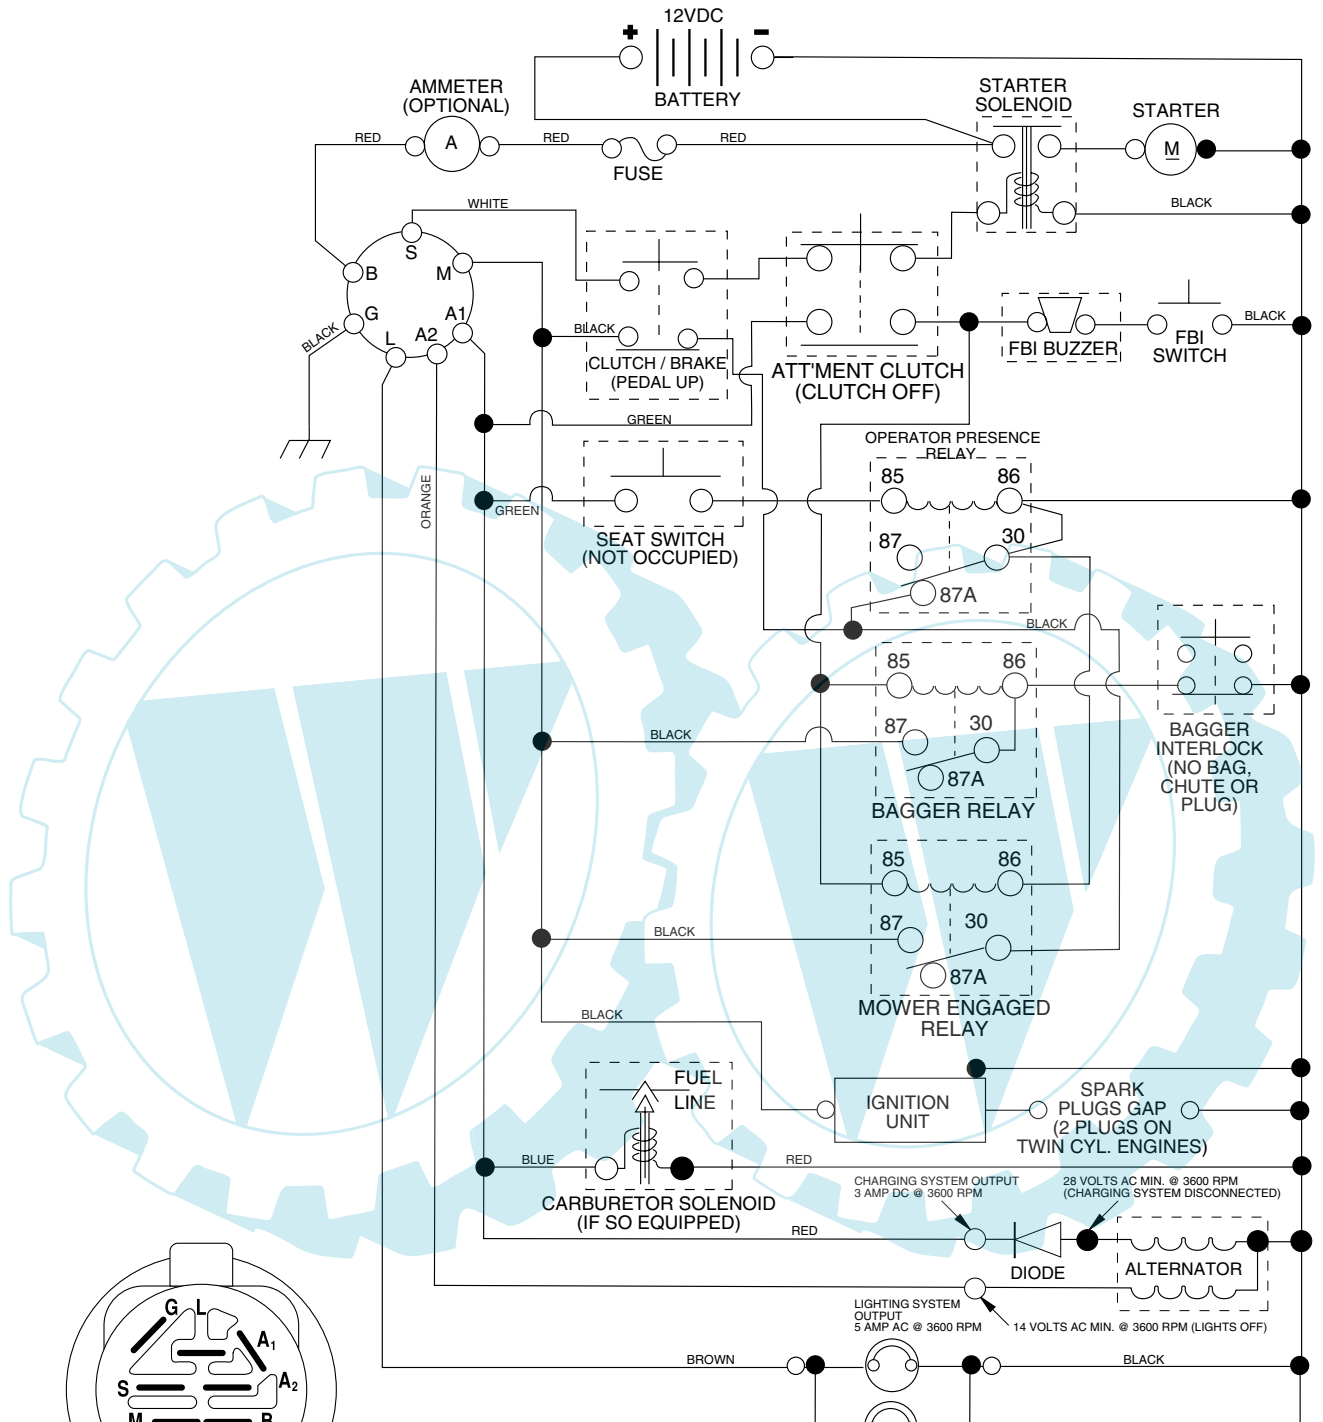 12VDC
+ -
BATTERY
AMMETER
(OPTIONAL)
STARTER
SOLENOID
STARTER
RED
A
RED
RED
M
FUSE
WHITE
BLACK
S
B
M
G
A1
L
A2
BLACK
BLACK
CLUTCH / BRAKE
(PEDAL UP)
ATT'MENT CLUTCH
(CLUTCH OFF)
FBI BUZZER
FBI
SWITCH
BLACK
GREEN
OPERATOR PRESENCE
RELAY
85
86
ORANGE
GREEN
SEAT SWITCH
(NOT OCCUPIED)
87
30
87A
BLACK
85
86
BLACK
87
30
87A
BAGGER RELAY
BAGGER
INTERLOCK
(NO BAG,
CHUTE OR
PLUG)
85
86
BLACK
87
30
87A
MOWER ENGAGED
RELAY
BLACK
FUEL
LINE
IGNITION
UNIT
SPARK
PLUGS GAP
(2 PLUGS ON
TWIN CYL. ENGINES)
BLUE
RED
CARBURETOR SOLENOID
(IF SO EQUIPPED)
CHARGING SYSTEM OUTPUT
3 AMP DC @ 3600 RPM
28 VOLTS AC MIN. @ 3600 RPM
(CHARGING SYSTEM DISCONNECTED)
RED
DIODE
ALTERNATOR
LIGHTING SYSTEM
OUTPUT
5 AMP AC @ 3600 RPM
14 VOLTS AC MIN. @ 3600 RPM (LIGHTS OFF)
BROWN
BLACK
G
L
A1
S
A2
M
B